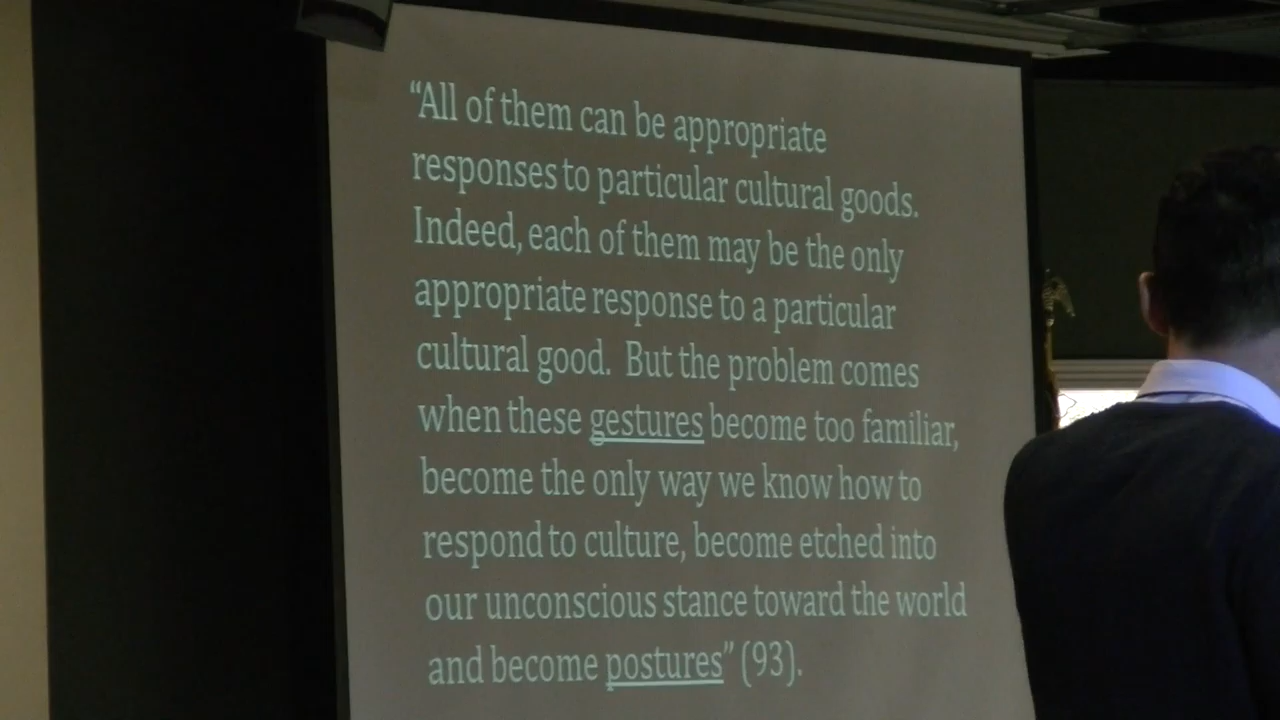 “All of them can be appropriate
responses to particular cultural goods.
Indeed, each of them may be the only
appropriate response to a particular
cultural good. But the problem comes
when these gestures become too familiar,
become the only way we know how to
respond to culture, become etched into
our unconscious stance toward the world
and become postures” (93).